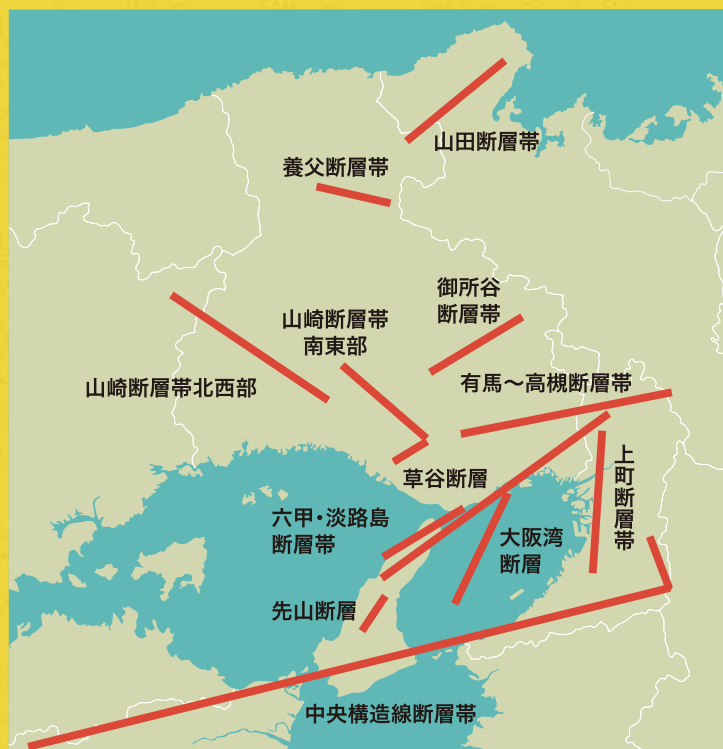 山田断層帯
養父断層帯
御所谷
断層帯
山崎断層帯
南東部
山崎断層帯北西部
有馬～高槻断層帯
上町断層帯
草谷断層
六甲・淡路島
断層帯
大阪湾
断層
先山断層
中央構造線断層帯